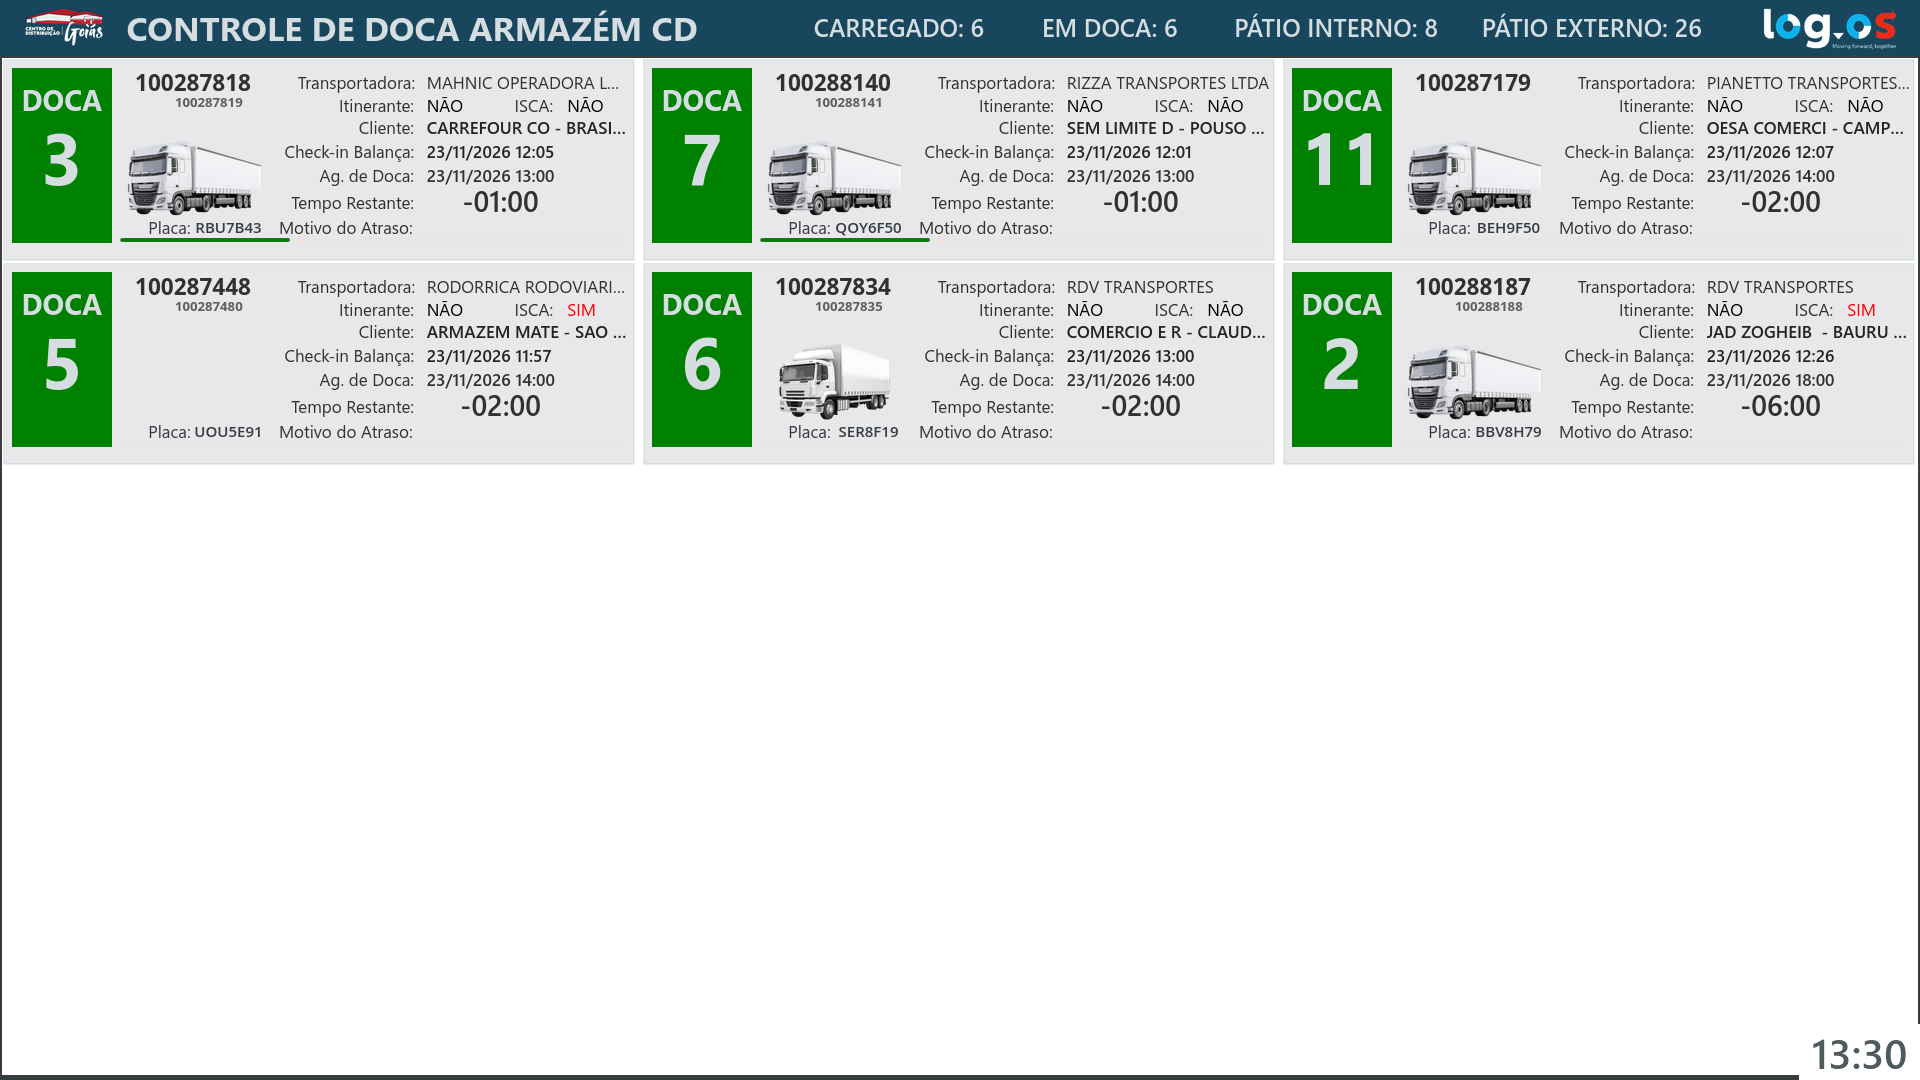 CENTRO DE DISTRIBUIÇÃO Goiás
CONTROLE DE DOCA ARMAZÉM CD
CARREGADO: 6
EM DOCA: 6
PÁTIO INTERNO: 8
PÁTIO EXTERNO: 26
log.os
Moving forward, together
DOCA
3
100287818
100287819
Placa: RBU7B43
Transportadora: MAHNIC OPERADORA L...
Itinerante: NÃO ISCA: NÃO
Cliente: CARREFOUR CO - BRASI...
Check-in Balança: 23/11/2026 12:05
Ag. de Doca: 23/11/2026 13:00
Tempo Restante: -01:00
Motivo do Atraso:
DOCA
7
100288140
100288141
Placa: QOY6F50
Transportadora: RIZZA TRANSPORTES LTDA
Itinerante: NÃO ISCA: NÃO
Cliente: SEM LIMITE D - POUSO ...
Check-in Balança: 23/11/2026 12:01
Ag. de Doca: 23/11/2026 13:00
Tempo Restante: -01:00
Motivo do Atraso:
DOCA
11
100287179
Placa: BEH9F50
Transportadora: PIANETTO TRANSPORTES...
Itinerante: NÃO ISCA: NÃO
Cliente: OESA COMERCI - CAMP...
Check-in Balança: 23/11/2026 12:07
Ag. de Doca: 23/11/2026 14:00
Tempo Restante: -02:00
Motivo do Atraso:
DOCA
5
100287448
100287480
Placa: UOU5E91
Transportadora: RODORRICA RODOVIARI...
Itinerante: NÃO ISCA: SIM
Cliente: ARMAZEM MATE - SAO ...
Check-in Balança: 23/11/2026 11:57
Ag. de Doca: 23/11/2026 14:00
Tempo Restante: -02:00
Motivo do Atraso:
DOCA
6
100287834
100287835
Placa: SER8F19
Transportadora: RDV TRANSPORTES
Itinerante: NÃO ISCA: NÃO
Cliente: COMERCIO E R - CLAUD...
Check-in Balança: 23/11/2026 13:00
Ag. de Doca: 23/11/2026 14:00
Tempo Restante: -02:00
Motivo do Atraso:
DOCA
2
100288187
100288188
Placa: BBV8H79
Transportadora: RDV TRANSPORTES
Itinerante: NÃO ISCA: SIM
Cliente: JAD ZOGHEIB - BAURU ...
Check-in Balança: 23/11/2026 12:26
Ag. de Doca: 23/11/2026 18:00
Tempo Restante: -06:00
Motivo do Atraso:
13:30